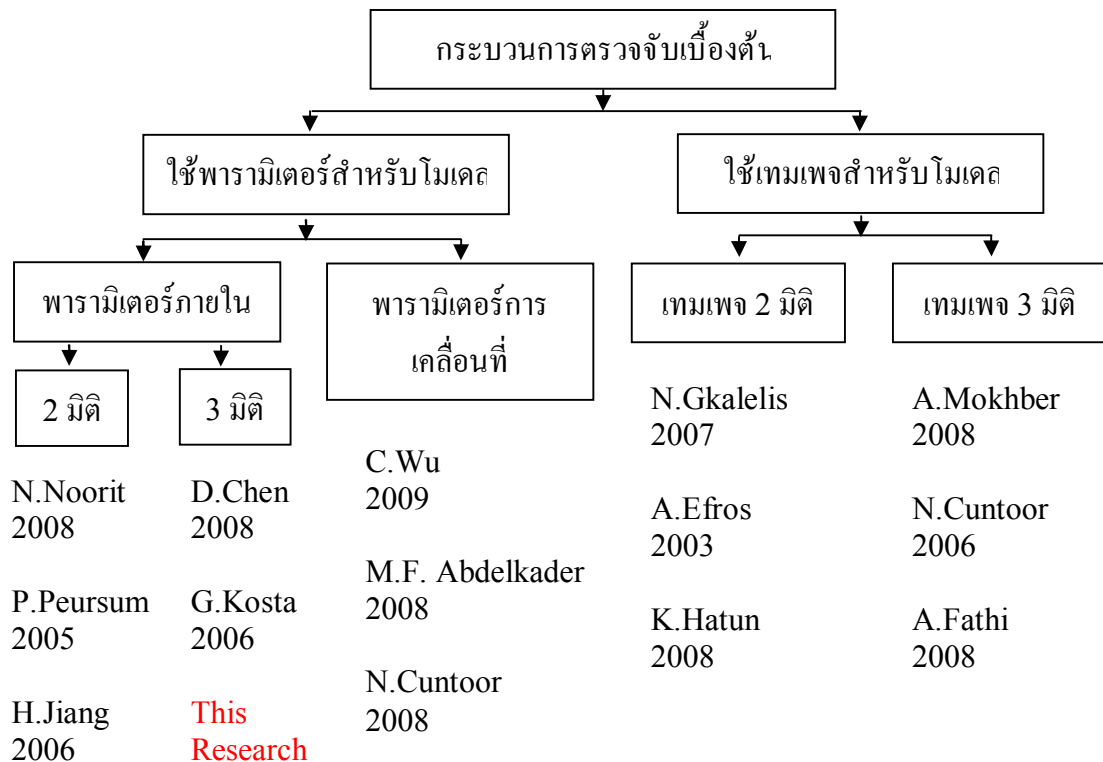 กระบวนการตรวจจับเบื้องต้น
ใช้พารามิเตอร์สำหรับโมเดล
ใช้เทมเพจสำหรับโมเดล
พารามิเตอร์ภายใน
พารามิเตอร์การ
เคลื่อนที่
เทมเพจ 2 มิติ
เทมเพจ 3 มิติ
2 มิติ
3 มิติ
N.Noorit
2008
P.Peursum
2005
H.Jiang
2006
D.Chen
2008
G.Kosta
2006
This
Research
C.Wu
2009
M.F. Abdelkader
2008
N.Cuntoor
2008
N.Gkalelis
2007
A.Efros
2003
K.Hatun
2008
A.Mokhber
2008
N.Cuntoor
2006
A.Fathi
2008